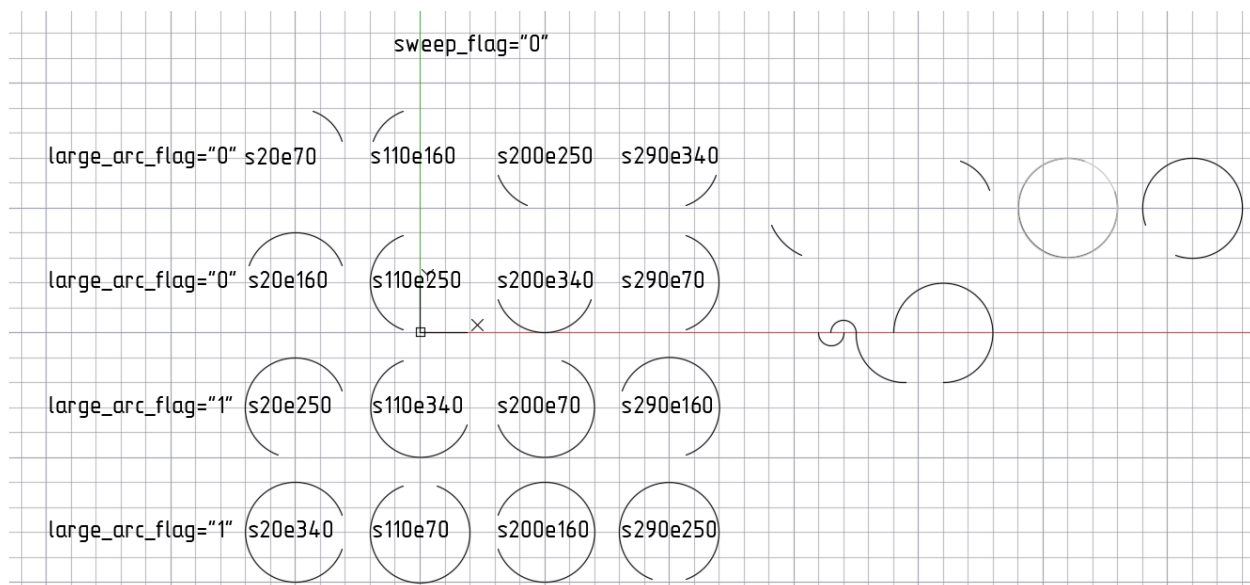 sweep_flag="0"
large_arc_flag="0" s20e70 s110e160 s200e250 s290e340
large_arc_flag="0" s20e160 s110e250 s200e340 s290e70
Y
X
large_arc_flag="1" s20e250 s110e340 s200e70 s290e160
large_arc_flag="1" s20e340 s110e70 s200e160 s290e250